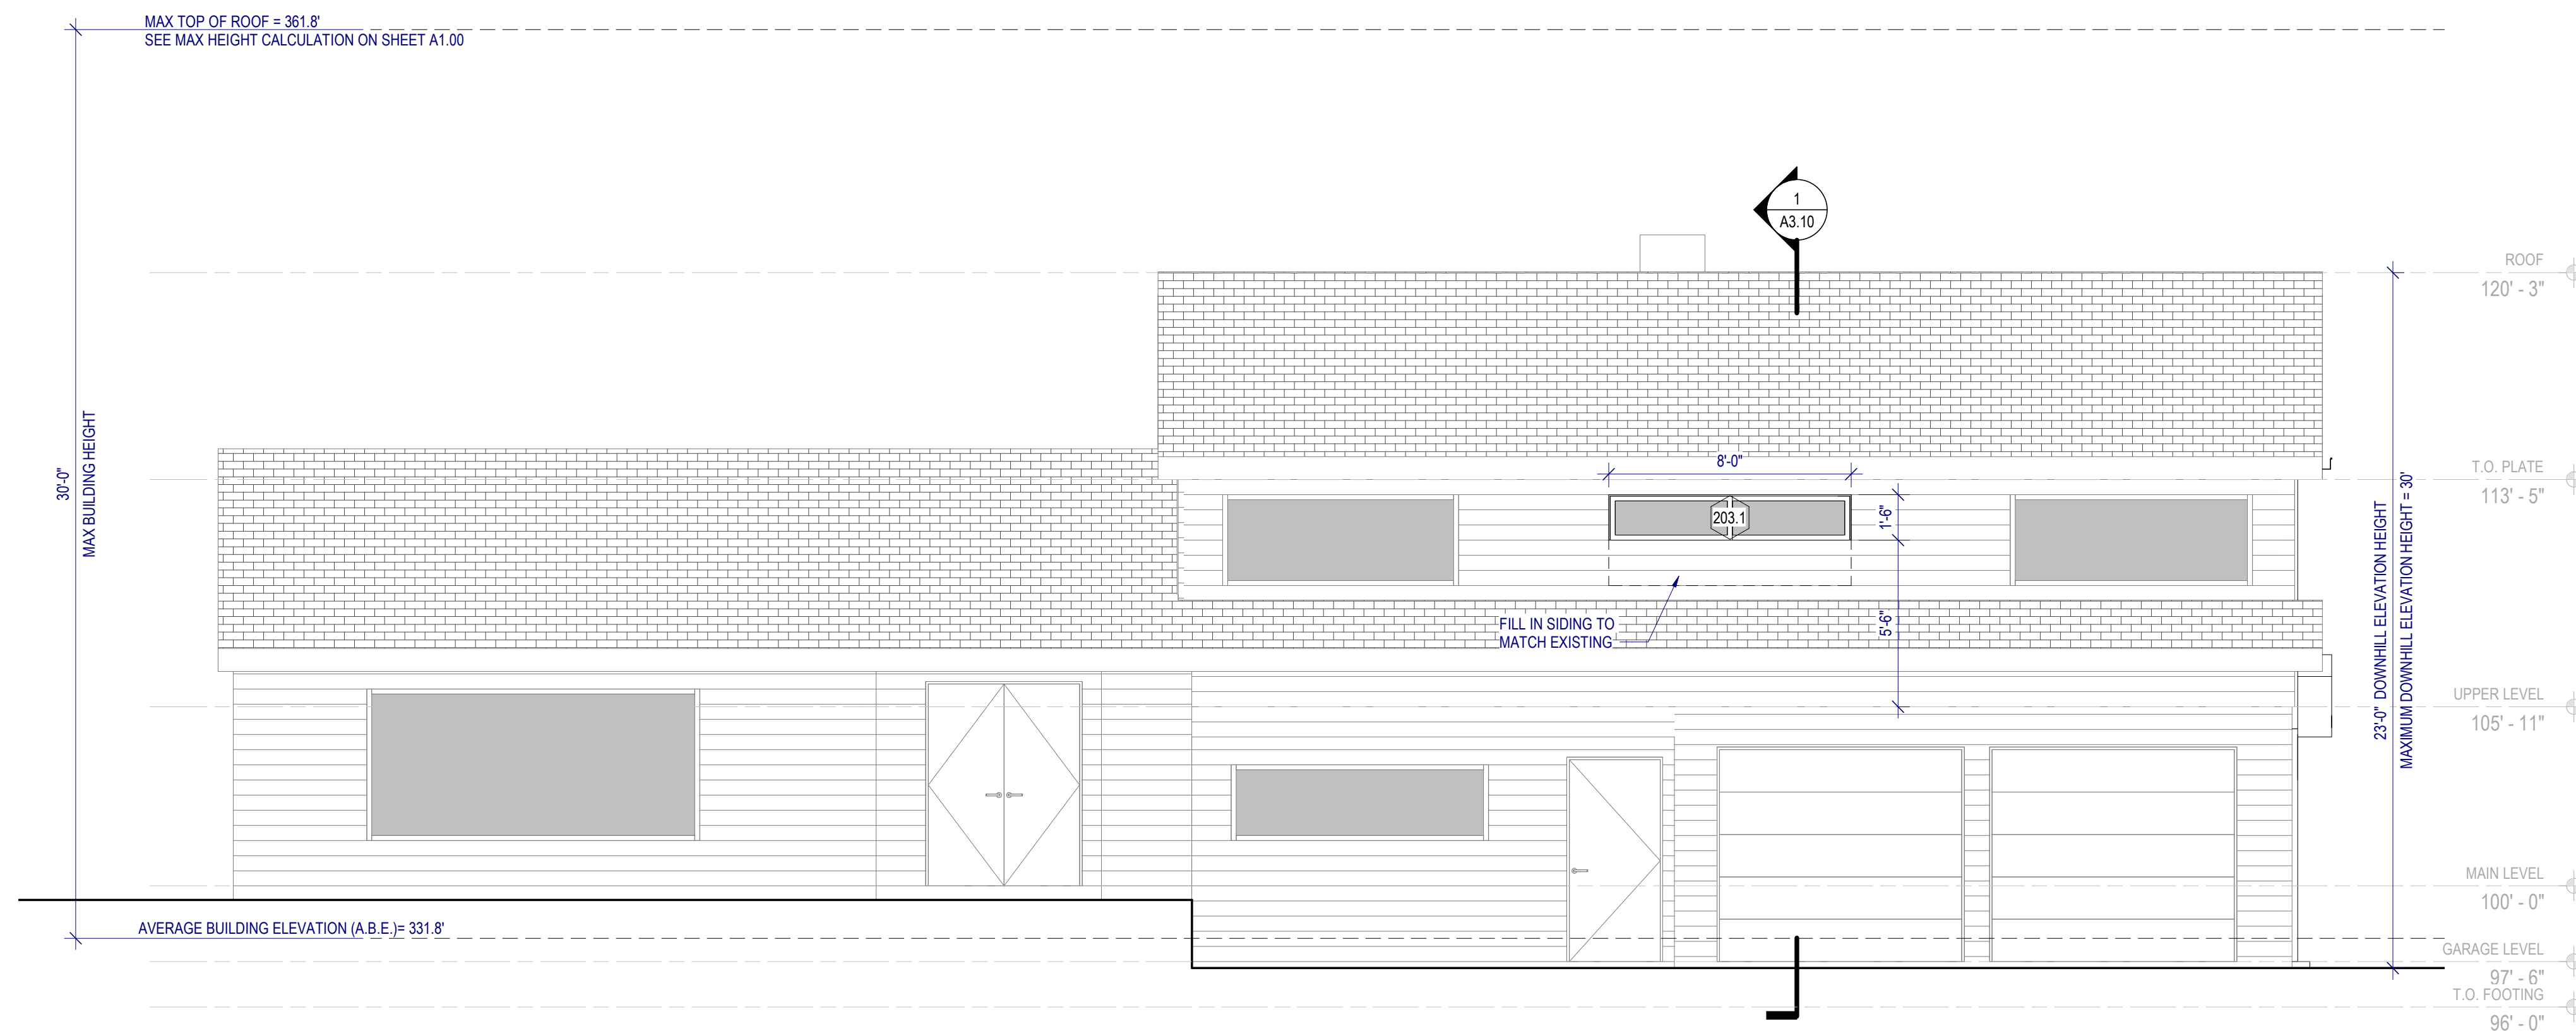 MAX TOP OF ROOF = 361.8'
SEE MAX HEIGHT CALCULATION ON SHEET A1.00
30'-0"
MAX BUILDING HEIGHT
1
A3.10
ROOF
120' - 3"
T.O. PLATE
113' - 5"
8'-0"
203.1
1'-6"
5'-6"
FILL IN SIDING TO
MATCH EXISTING
23'-0" DOWNHILL ELEVATION HEIGHT
MAXIMUM DOWNHILL ELEVATION HEIGHT = 30'
UPPER LEVEL
105' - 11"
MAIN LEVEL
100' - 0"
AVERAGE BUILDING ELEVATION (A.B.E.)= 331.8'
GARAGE LEVEL
97' - 6"
T.O. FOOTING
96' - 0"